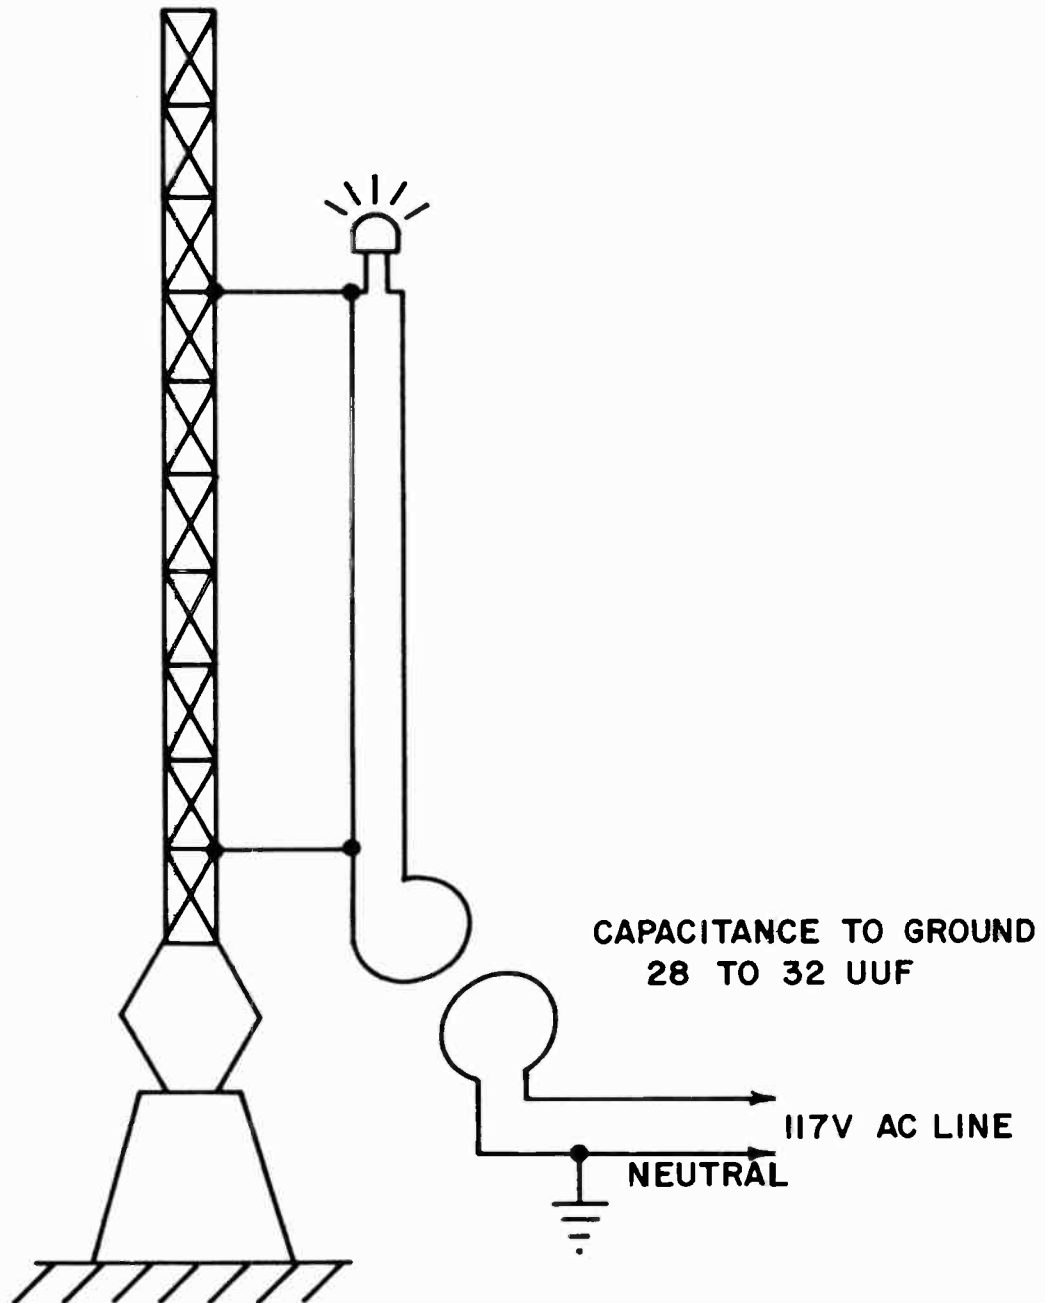 CAPACITANCE TO GROUND
28 TO 32 UUF
117V AC LINE
NEUTRAL